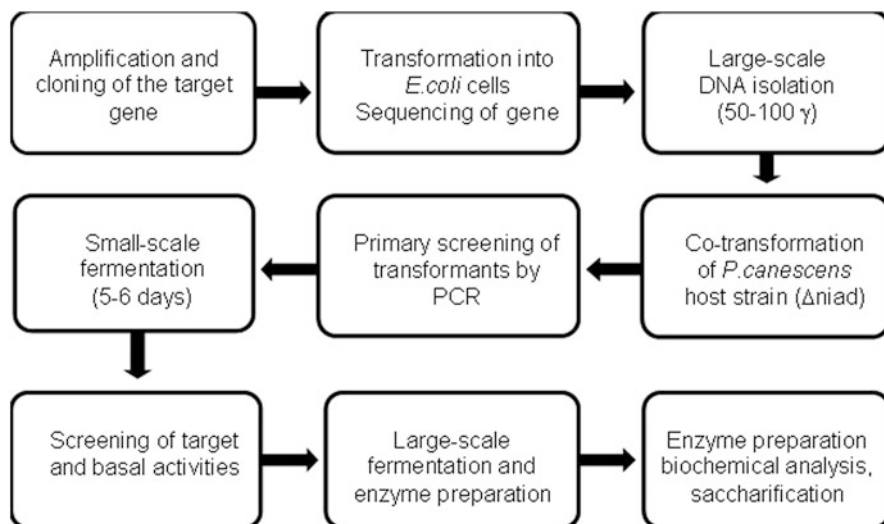 Amplification and
cloning of the target
gene
Transformation into
E.coli cells
Sequencing of gene
Large-scale
DNA isolation
(50-100 γ)
Co-transformation
of P.canescens
host strain (Δniad)
Primary screening of
transformants by
PCR
Small-scale
fermentation
(5-6 days)
Screening of target
and basal activities
Large-scale
fermentation and
enzyme preparation
Enzyme preparation
biochemical analysis,
saccharification